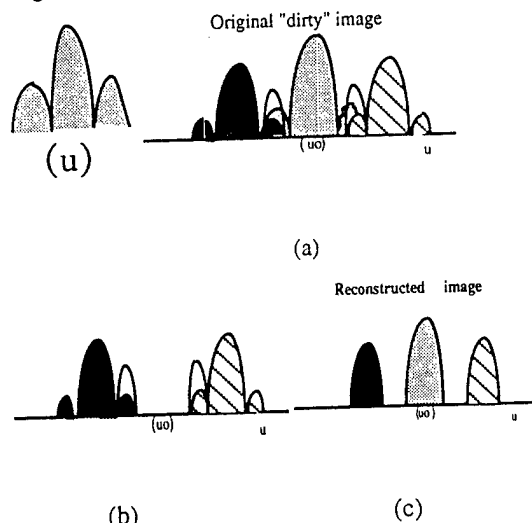 Original "dirty" image
(u)
(uo)
u
(a)
Reconstructed image
(uo)
u
(uo)
u
(b)
(c)